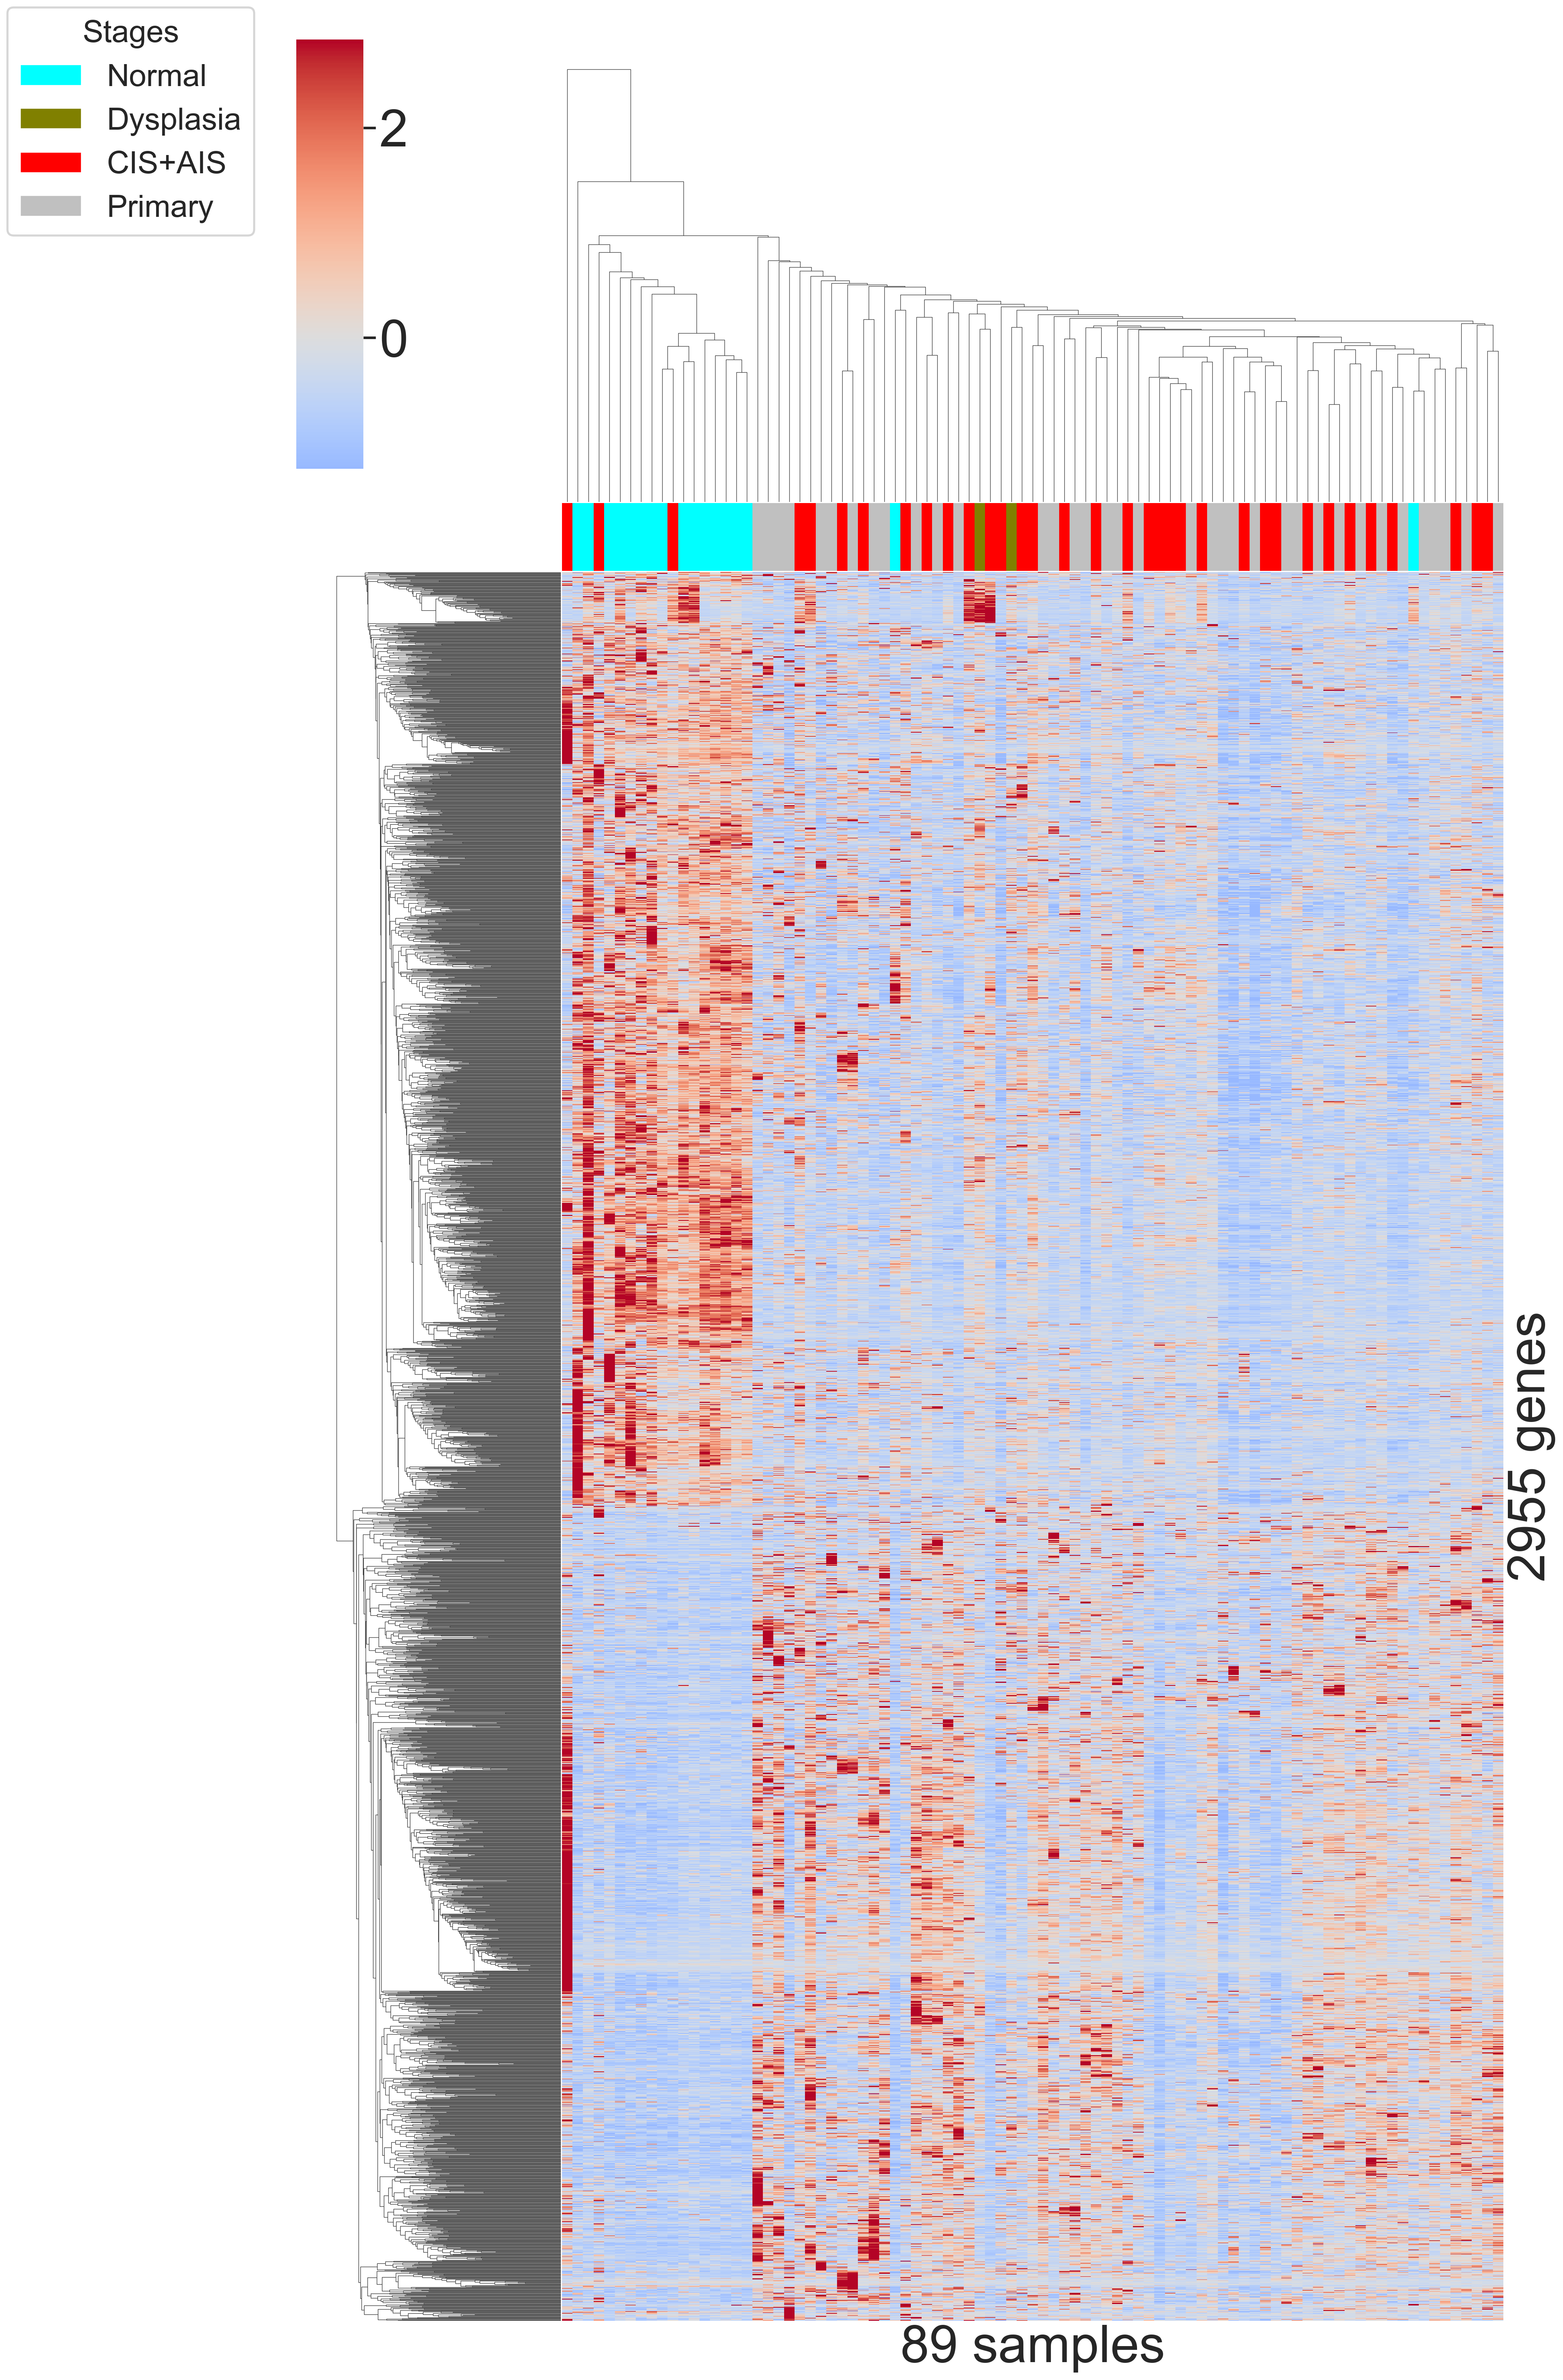 Stages
Normal
Dysplasia
CIS+AIS
Primary
2
0
2955 genes
89 samples